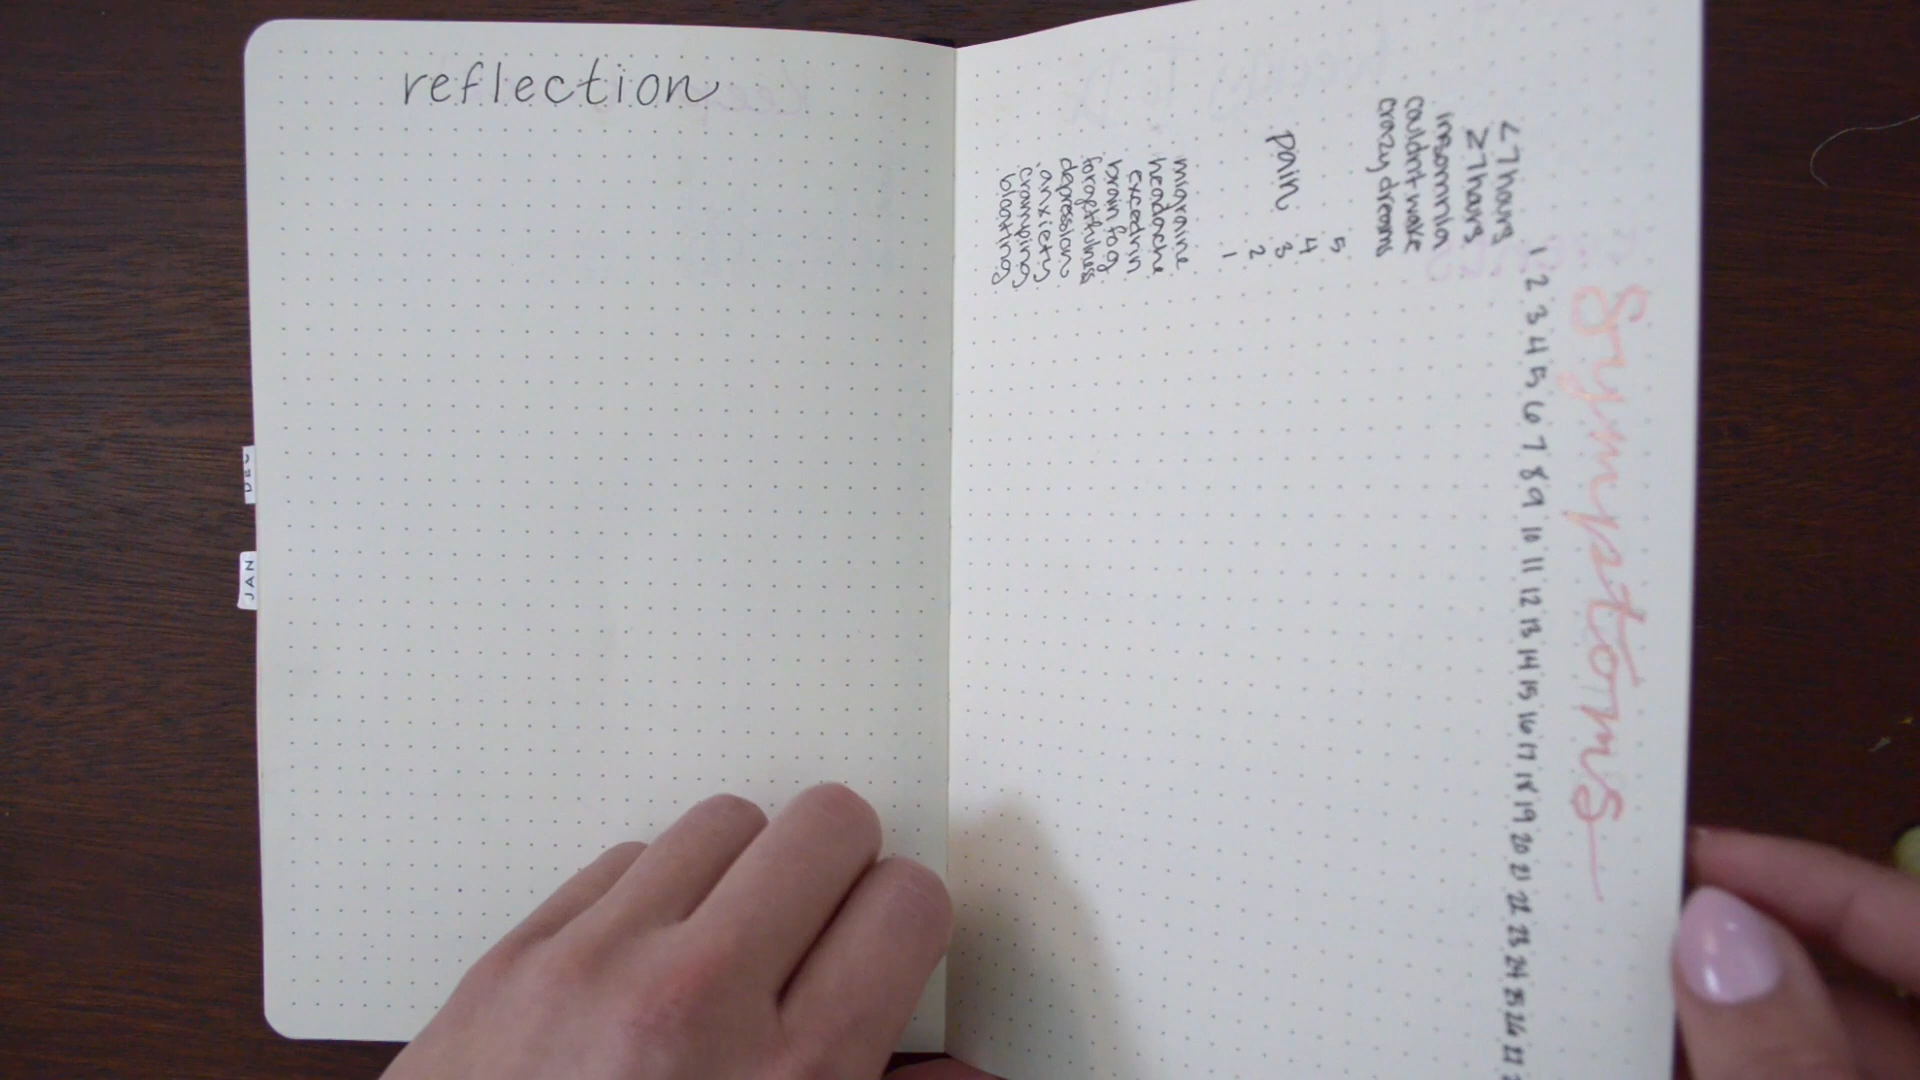 reflection
Symptoms
1 2 3 4 5 6 7 8 9 10 11 12 13 14 15 16 17 18 19 20 21 22 23 24 25 26 27
<7 hours
≥7 hours
insomnia
couldn't wake
crazy dreams
pain
5
4
3
2
1
migraine
headache
excedrin
brain fog
forgetfulness
depression
anxiety
cramping
bloating
DEC
JAN